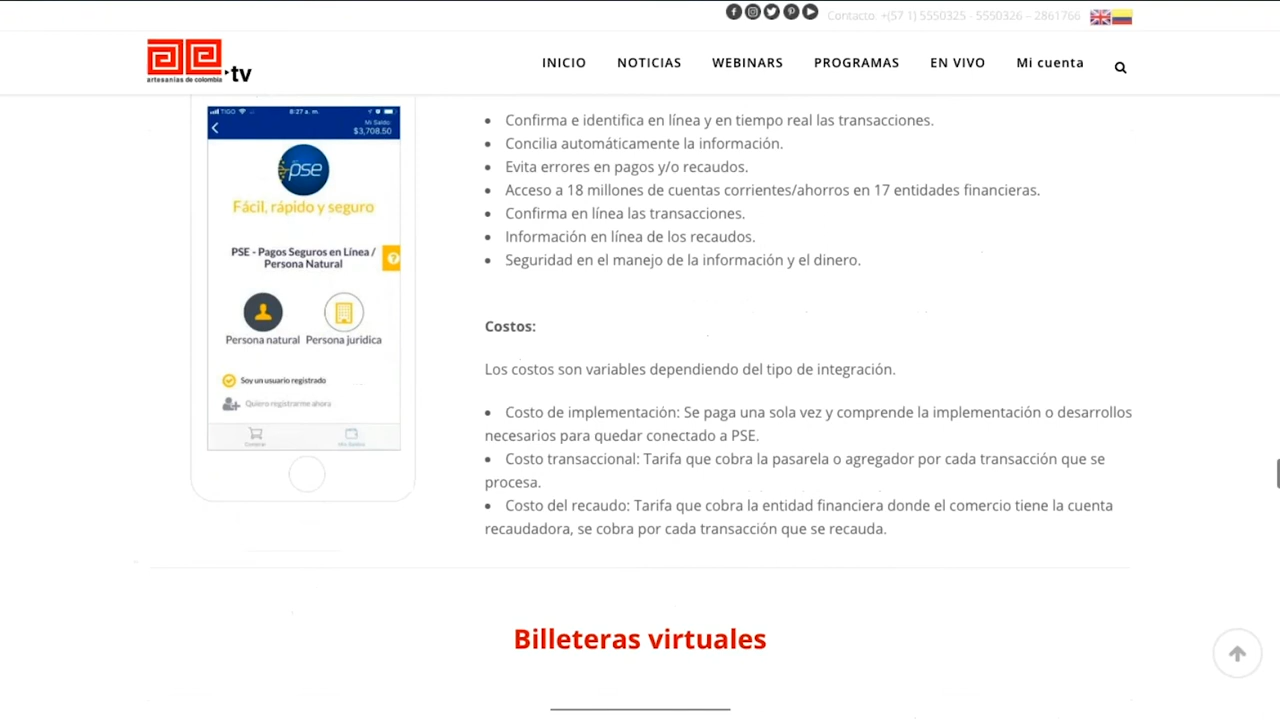 Contacto: +(57 1) 5550325 - 5550326 – 2861766
artesanías de colombia
tv
INICIO
NOTICIAS
WEBINARS
PROGRAMAS
EN VIVO
Mi cuenta
TIGO
8:27 a. m.
Mi Saldo
$3,708.50
pse
Fácil, rápido y seguro
PSE - Pagos Seguros en Línea /
Persona Natural
?
Persona natural
Persona jurídica
Soy un usuario registrado
Quiero registrarme ahora
Comprar
• Confirma e identifica en línea y en tiempo real las transacciones.
• Concilia automáticamente la información.
• Evita errores en pagos y/o recaudos.
• Acceso a 18 millones de cuentas corrientes/ahorros en 17 entidades financieras.
• Confirma en línea las transacciones.
• Información en línea de los recaudos.
• Seguridad en el manejo de la información y el dinero.
Costos:
Los costos son variables dependiendo del tipo de integración.
• Costo de implementación: Se paga una sola vez y comprende la implementación o desarrollos
necesarios para quedar conectado a PSE.
• Costo transaccional: Tarifa que cobra la pasarela o agregador por cada transacción que se
procesa.
• Costo del recaudo: Tarifa que cobra la entidad financiera donde el comercio tiene la cuenta
recaudadora, se cobra por cada transacción que se recauda.
Billeteras virtuales